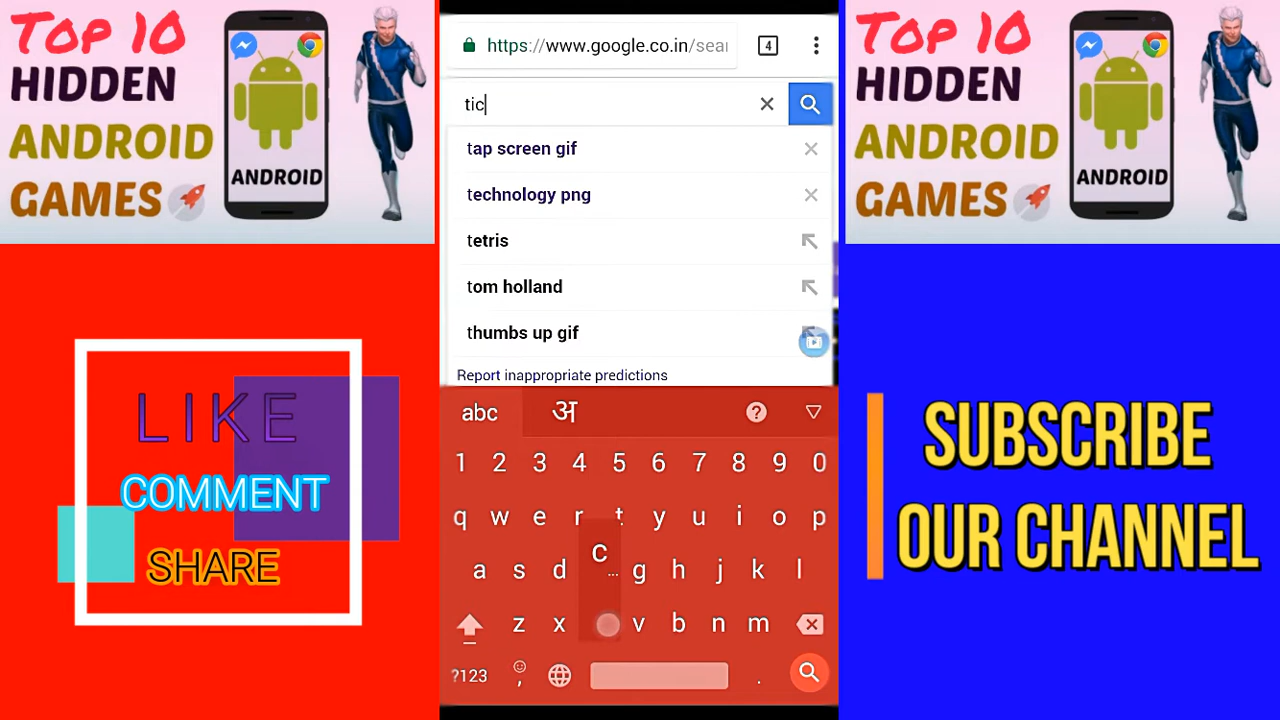 Top 10
HIDDEN
ANDROID
GAMES
ANDROID
LIKE
COMMENT
SHARE
https://www.google.co.in/sear
4
tic
tap screen gif
technology png
tetris
tom holland
thumbs up gif
Report inappropriate predictions
abc अ ?
1 2 3 4 5 6 7 8 9 0
q w e r t y u i o p
c
...
a s d g h j k l
z x v b n m
?123 , .
Top 10
HIDDEN
ANDROID
GAMES
ANDROID
SUBSCRIBE
OUR CHANNEL